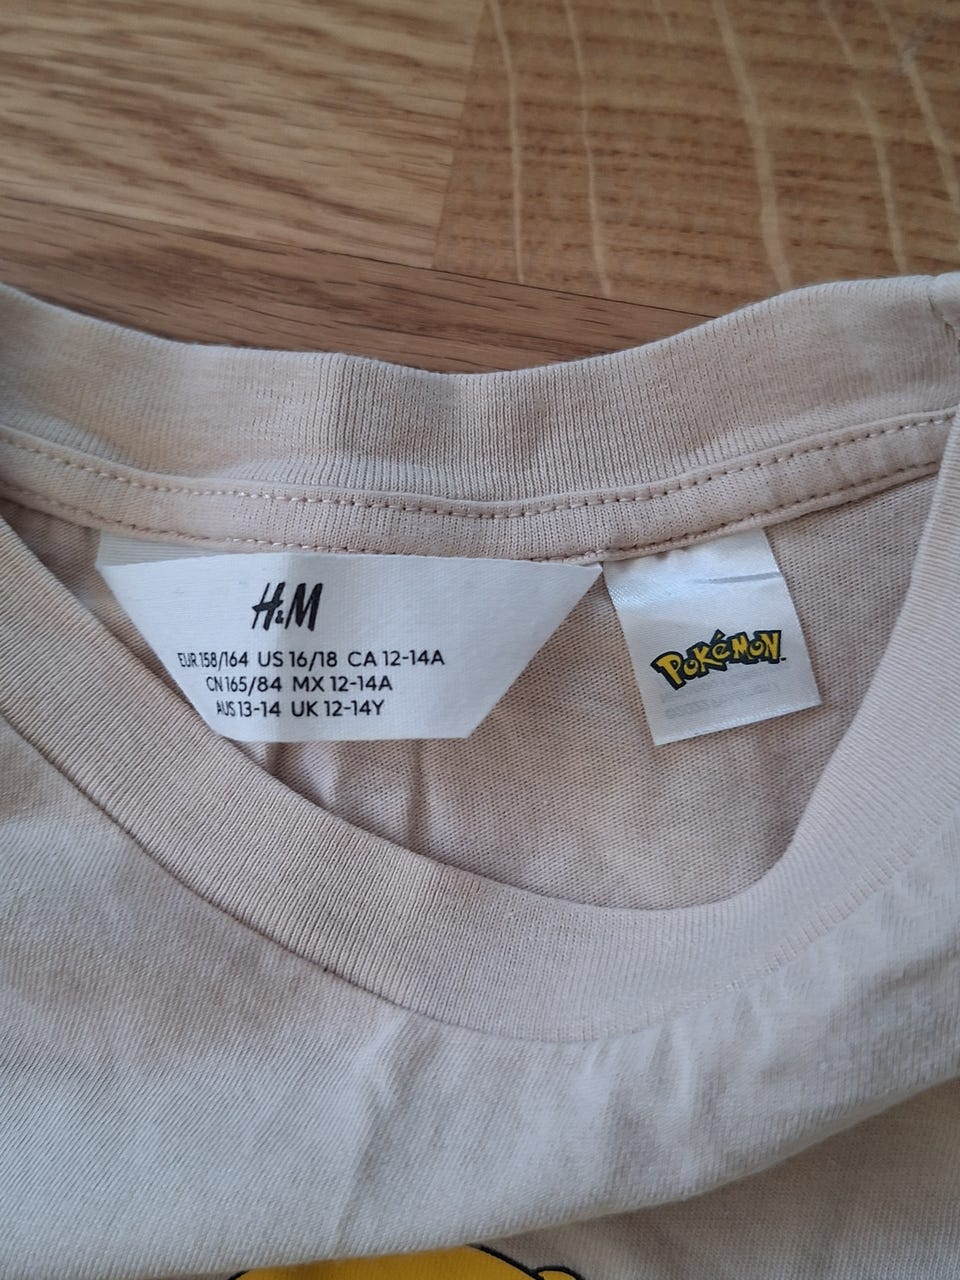 H&M
EUR 158/164 US 16/18 CA 12-14A
CN 165/84 MX 12-14A
AUS 13-14 UK 12-14Y
POKéMON